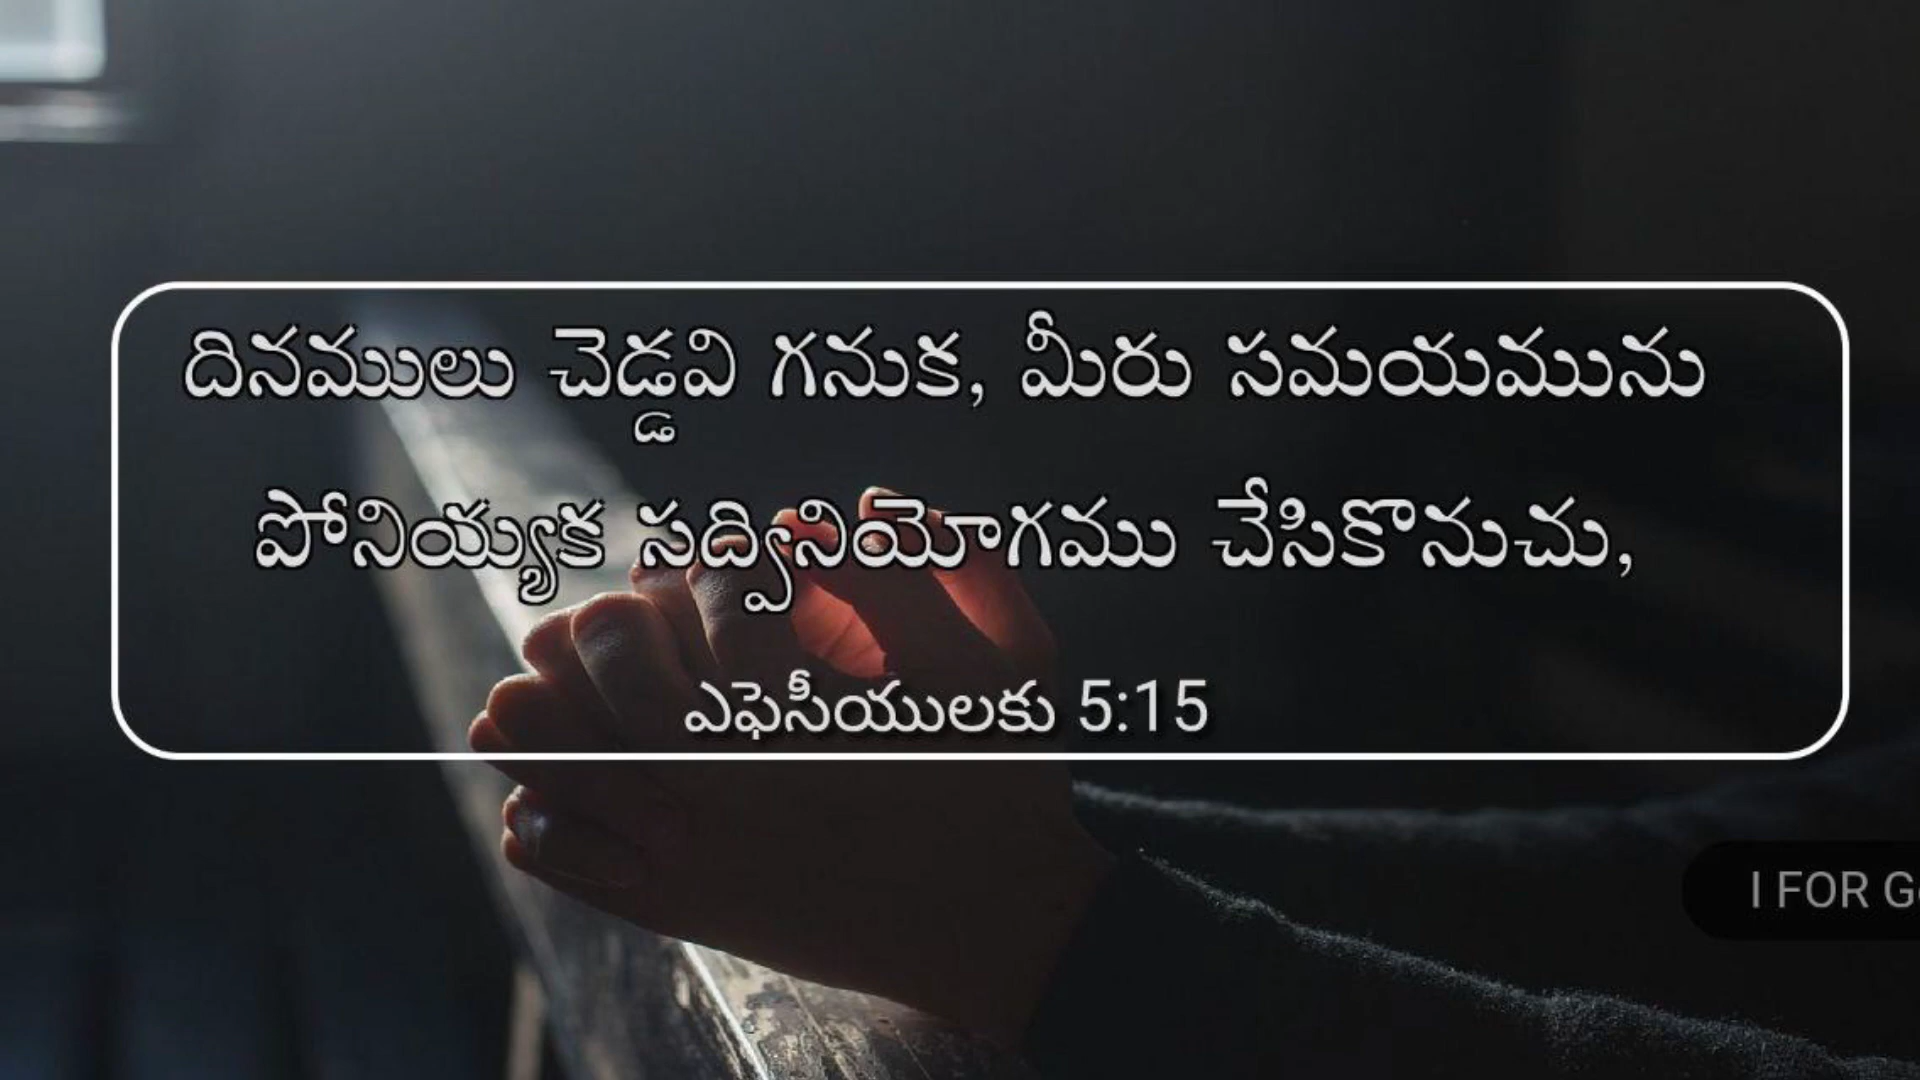 దినములు చెడ్డవి గనుక, మీరు సమయమును
పోనియ్యక సద్వినియోగము చేసికొనుచు,
ఎఫెసీయులకు 5:15
I FOR